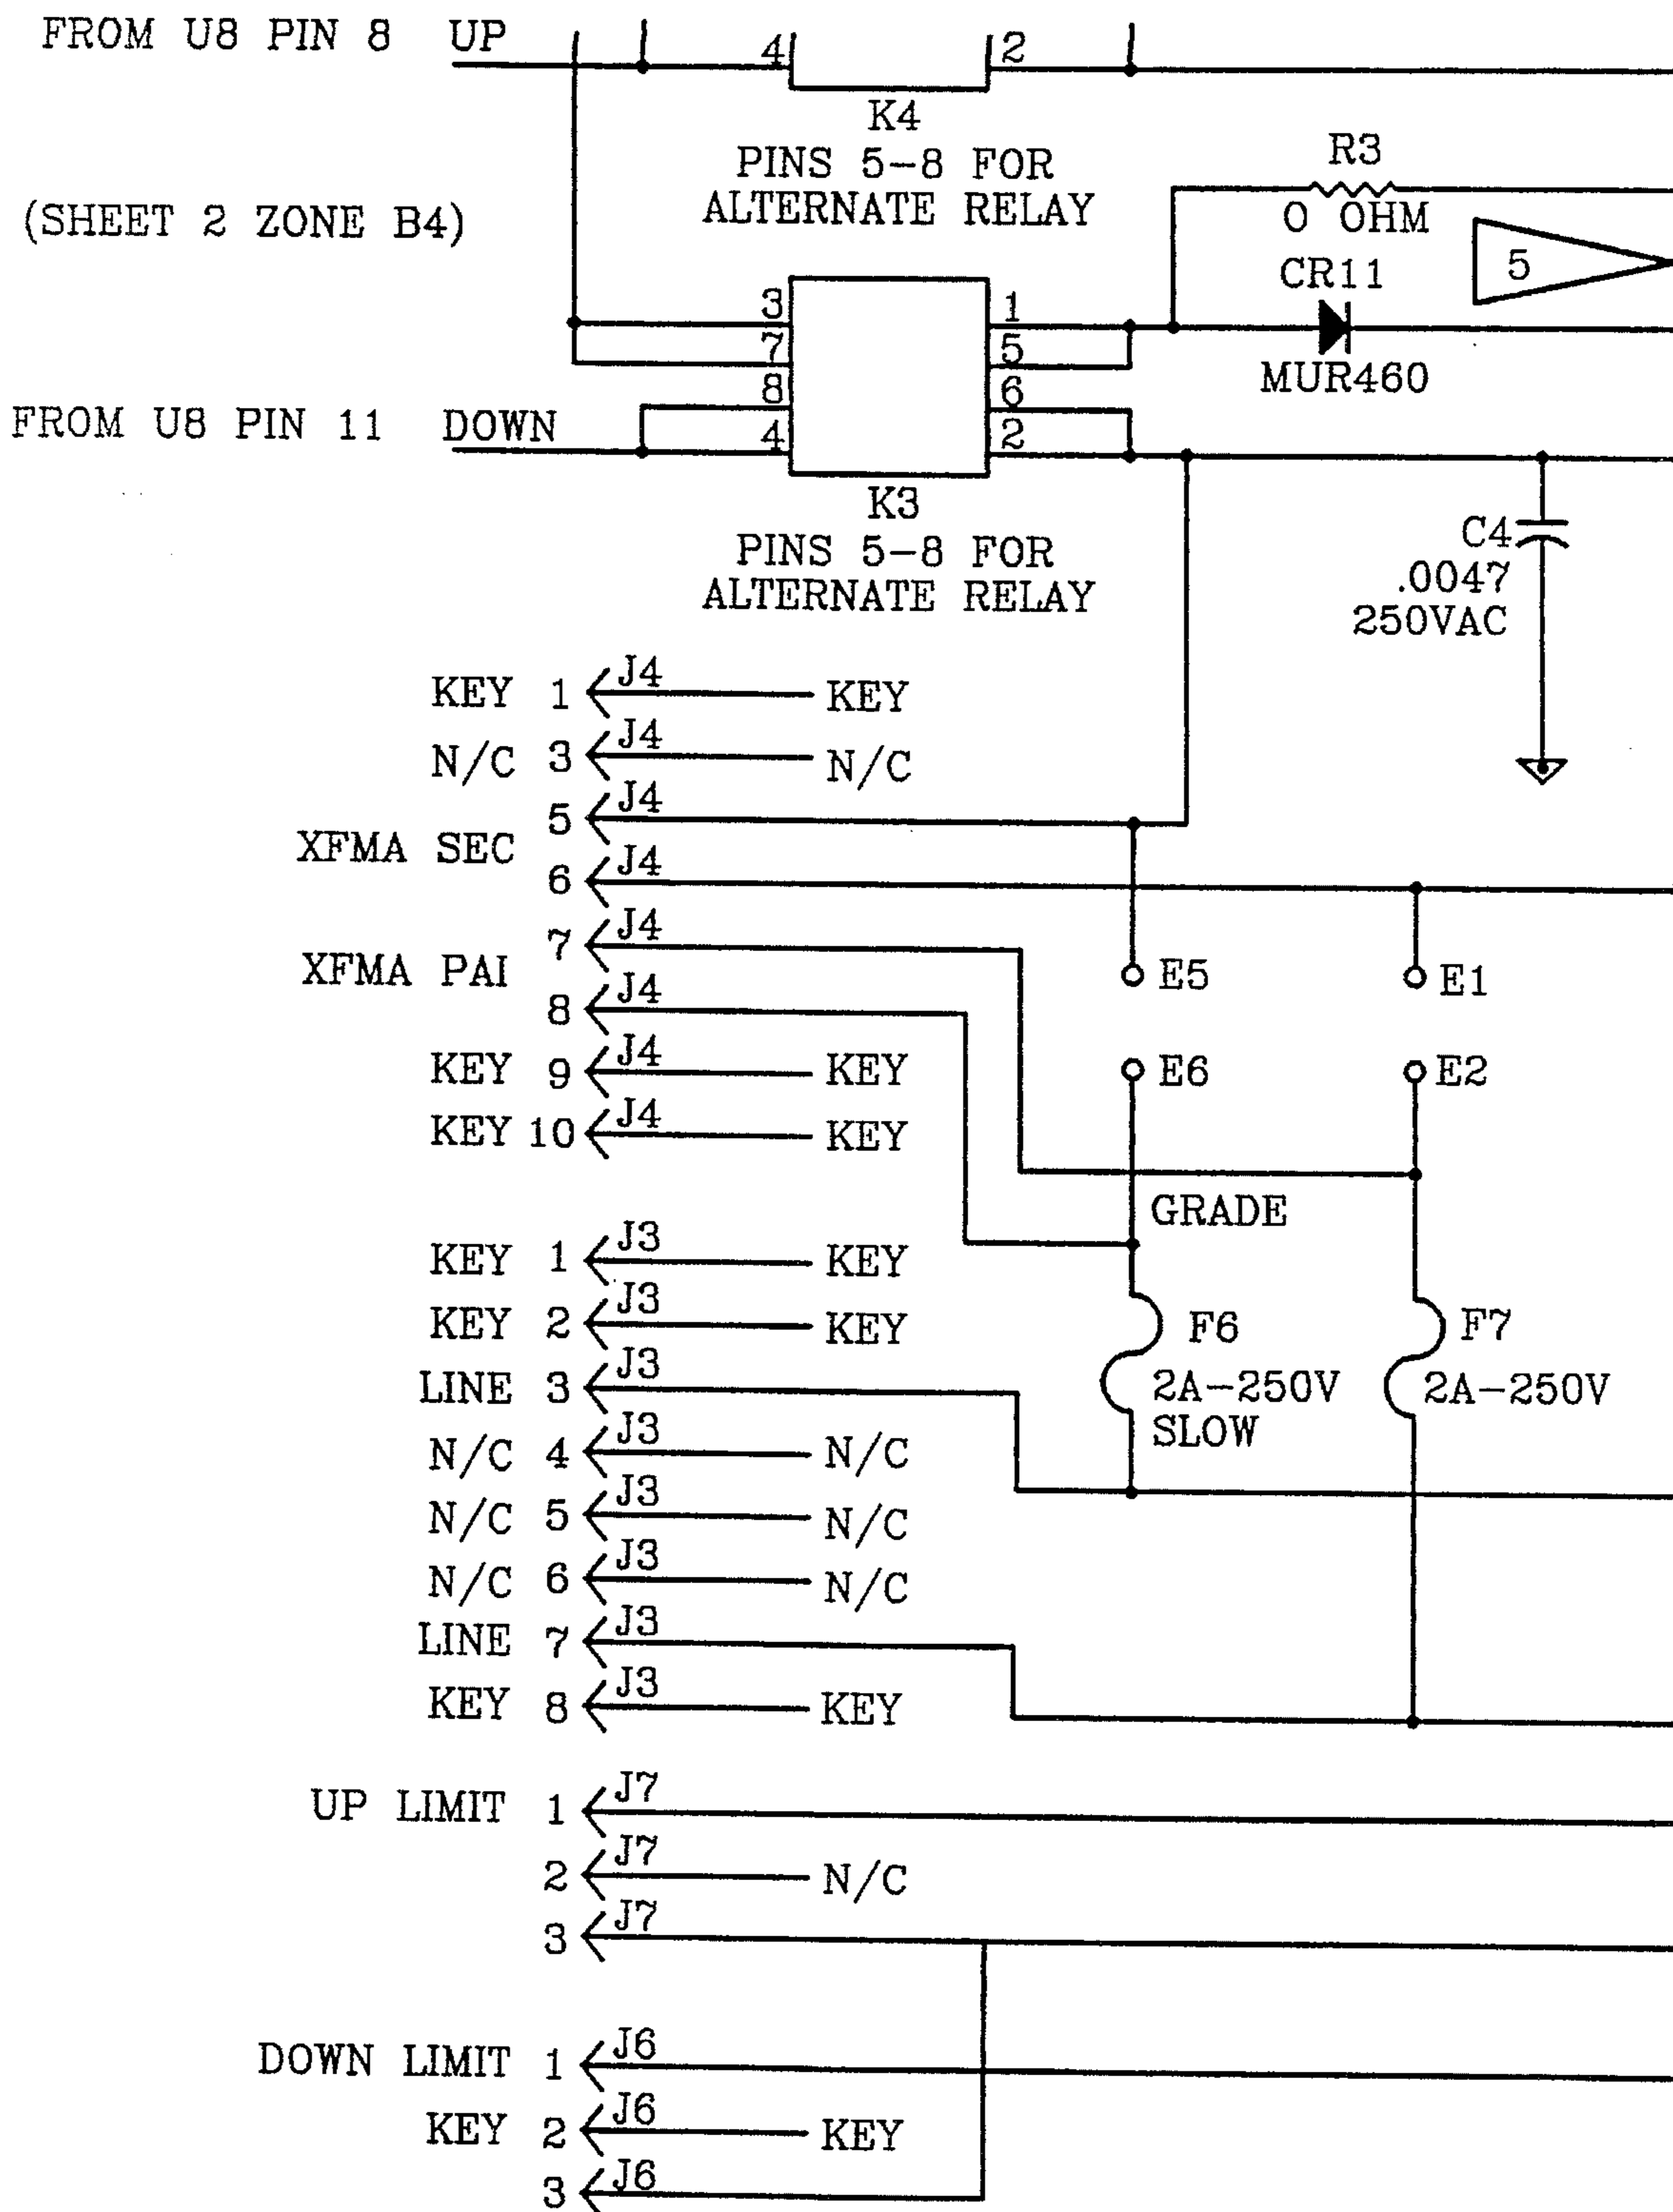 FROM U8 PIN 8 UP
4 2
K4
PINS 5-8 FOR
ALTERNATE RELAY
R3
0 OHM
(SHEET 2 ZONE B4)
5
CR11
MUR460
3 1
7 5
8 6
FROM U8 PIN 11 DOWN
4 2
K3
PINS 5-8 FOR
ALTERNATE RELAY
C4
.0047
250VAC
KEY 1 J4 KEY
N/C 3 J4 N/C
5 J4
XFMA SEC
6 J4
7 J4
XFMA PAI
8 J4
E5 E1
KEY 9 J4 KEY
E6 E2
KEY 10 J4 KEY
GRADE
KEY 1 J3 KEY
KEY 2 J3 KEY
F6 F7
LINE 3 J3
2A-250V 2A-250V
SLOW
N/C 4 J3 N/C
N/C 5 J3 N/C
N/C 6 J3 N/C
LINE 7 J3
KEY 8 J3 KEY
UP LIMIT 1 J7
2 J7 N/C
3 J7
DOWN LIMIT 1 J6
KEY 2 J6 KEY
3 J6